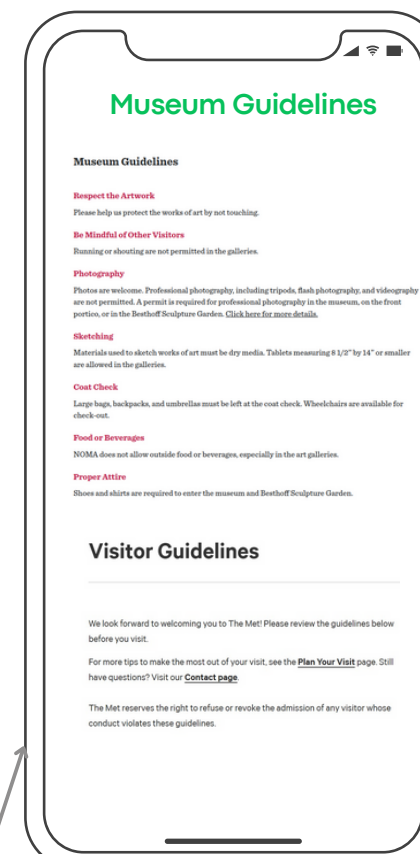 Museum Guidelines
Museum Guidelines
Respect the Artwork
Please help us protect the works of art by not touching.
Be Mindful of Other Visitors
Running or shouting are not permitted in the galleries.
Photography
Photos are welcome. Professional photography, including tripods, flash photography, and videography
are not permitted. A permit is required for professional photography in the museum, on the front
portico, or in the Besthoff Sculpture Garden. Click here for more details.
Sketching
Materials used to sketch works of art must be dry media. Tablets measuring 8 1/2" by 14" or smaller
are allowed in the galleries.
Coat Check
Large bags, backpacks, and umbrellas must be left at the coat check. Wheelchairs are available for
check-out.
Food or Beverages
NOMA does not allow outside food or beverages, especially in the art galleries.
Proper Attire
Shoes and shirts are required to enter the museum and Besthoff Sculpture Garden.
Visitor Guidelines
We look forward to welcoming you to The Met! Please review the guidelines below
before you visit.
For more tips to make the most out of your visit, see the Plan Your Visit page. Still
have questions? Visit our Contact page.
The Met reserves the right to refuse or revoke the admission of any visitor whose
conduct violates these guidelines.